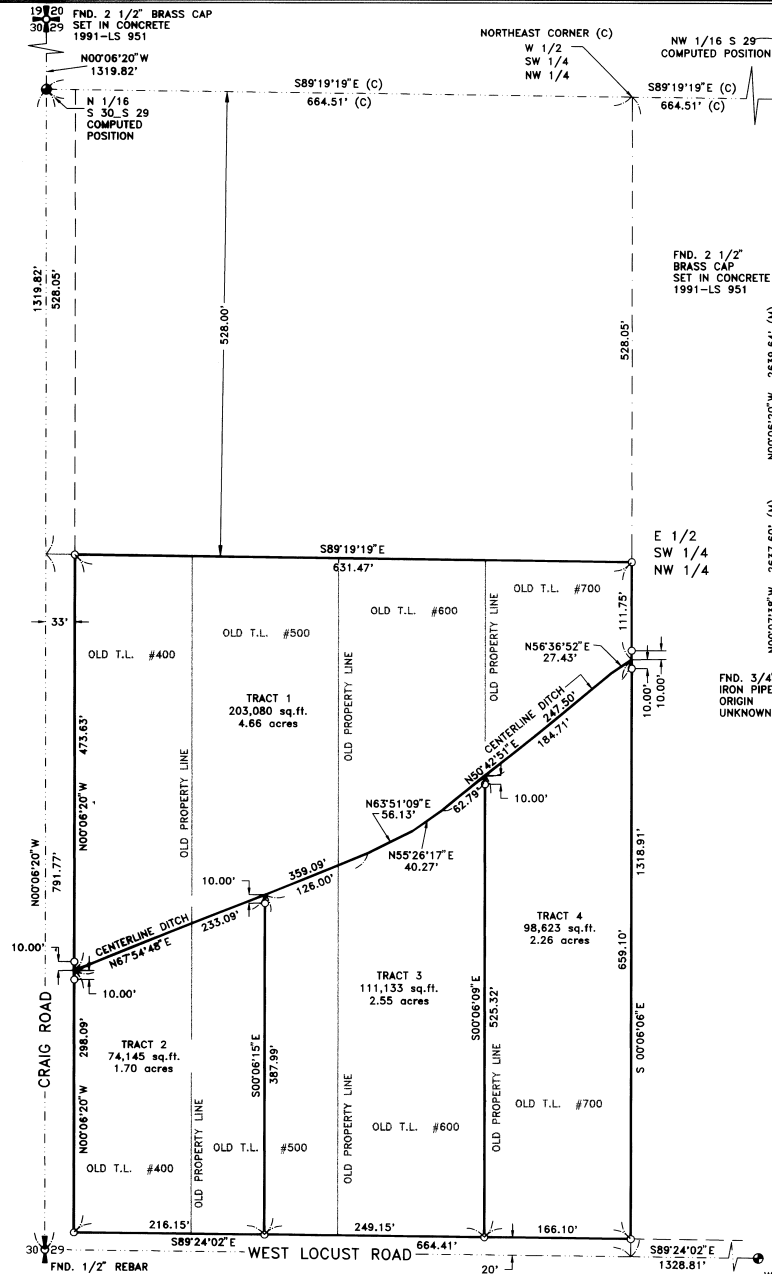 19 20
30 29
FND. 2 1/2" BRASS CAP
SET IN CONCRETE
1991-LS 951
N00°06'20"W
1319.82'
N 1/16
S 30 S 29
COMPUTED
POSITION
NORTHEAST CORNER (C)
W 1/2
SW 1/4
NW 1/4
NW 1/16 S 29
COMPUTED POSITION
S89°19'19"E (C)
664.51' (C)
S89°19'19"E (C)
664.51' (C)
1319.82'
528.05'
528.00'
528.05'
FND. 2 1/2"
BRASS CAP
SET IN CONCRETE
1991-LS 951
N00°06'20"W 2639.64' (M)
N00°07'38"W 2637.60' (M)
E 1/2
SW 1/4
NW 1/4
S89°19'19"E
631.47'
33'
OLD T.L. #400
OLD T.L. #500
OLD T.L. #600
OLD T.L. #700
111.75'
N56°36'52"E
27.43'
10.00'
10.00'
FND. 3/4"
IRON PIPE
ORIGIN
UNKNOWN
TRACT 1
203,080 sq.ft.
4.66 acres
OLD PROPERTY LINE
OLD PROPERTY LINE
OLD PROPERTY LINE
CENTERLINE DITCH
247.50'
N50°42'51"E
184.71'
62.79'
10.00'
N00°06'20"W 473.63'
N63°51'09"E
56.13'
N55°26'17"E
40.27'
N00°06'20"W
791.77'
359.09'
126.00'
10.00'
CENTERLINE DITCH
N67°54'48"E
233.09'
10.00'
10.00'
1318.91'
659.10'
S 00°06'06"E
TRACT 4
98,623 sq.ft.
2.26 acres
TRACT 3
111,133 sq.ft.
2.55 acres
S00°06'09"E
525.32'
TRACT 2
74,145 sq.ft.
1.70 acres
S00°06'15"E
387.99'
CRAIG ROAD
N00°06'20"W 298.09'
OLD PROPERTY LINE
OLD PROPERTY LINE
OLD PROPERTY LINE
OLD T.L. #400
OLD T.L. #500
OLD T.L. #600
OLD T.L. #700
216.15'
249.15'
166.10'
S89°24'02"E
WEST LOCUST ROAD
664.41'
20'
S89°24'02"E
1328.81'
30 29
FND. 1/2" REBAR